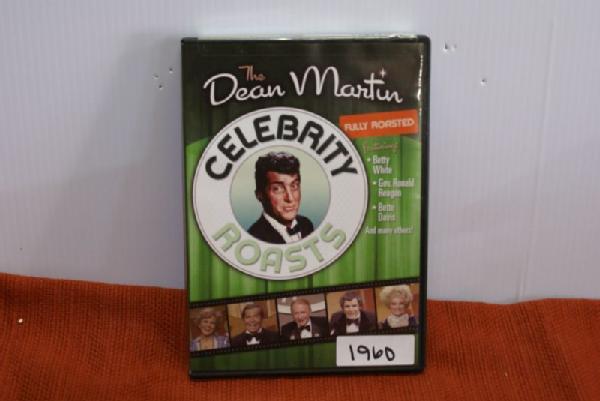 The
Dean Martin
CELEBRITY
ROASTS
FULLY ROASTED
Featuring:
• Betty
White
• Gov. Ronald
Reagan
• Bette
Davis
And many others!
1960